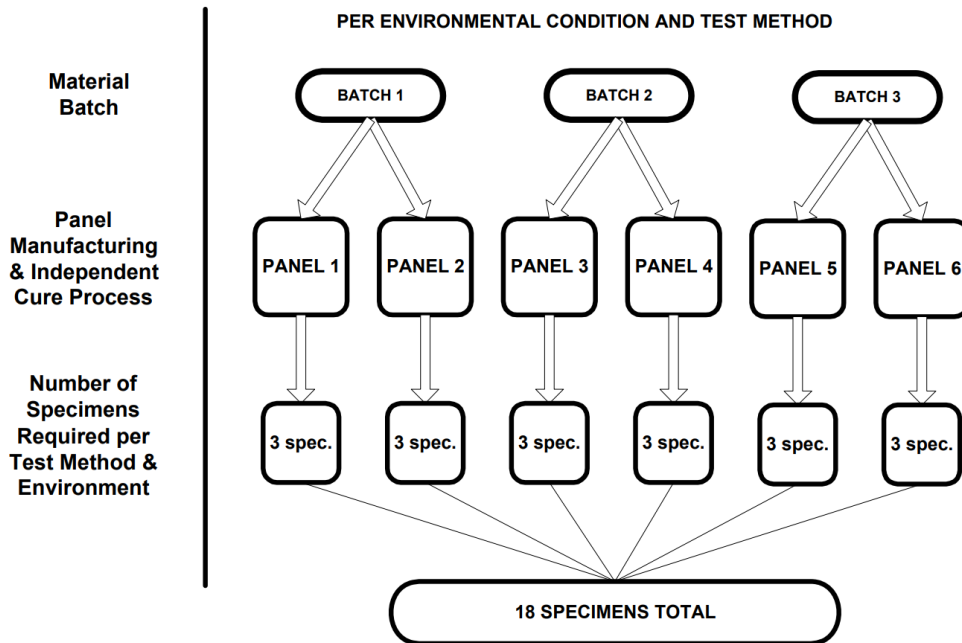 PER ENVIRONMENTAL CONDITION AND TEST METHOD
Material
Batch
BATCH 1
BATCH 2
BATCH 3
Panel
Manufacturing
& Independent
Cure Process
PANEL 1
PANEL 2
PANEL 3
PANEL 4
PANEL 5
PANEL 6
Number of
Specimens
Required per
Test Method &
Environment
3 spec.
3 spec.
3 spec.
3 spec.
3 spec.
3 spec.
18 SPECIMENS TOTAL